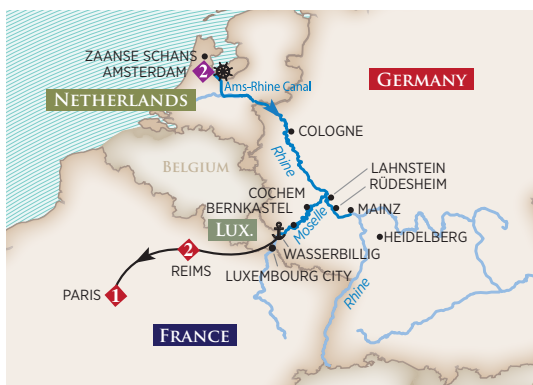 ZAANSE SCHANS
AMSTERDAM
2
Ams-Rhine Canal
NETHERLANDS
GERMANY
COLOGNE
Rhine
BELGIUM
LAHNSTEIN
RÜDESHEIM
COCHEM
BERNKASTEL
MAINZ
Moselle
LUX.
HEIDELBERG
WASSERBILLIG
2
REIMS
LUXEMBOURG CITY
Rhine
PARIS
1
FRANCE